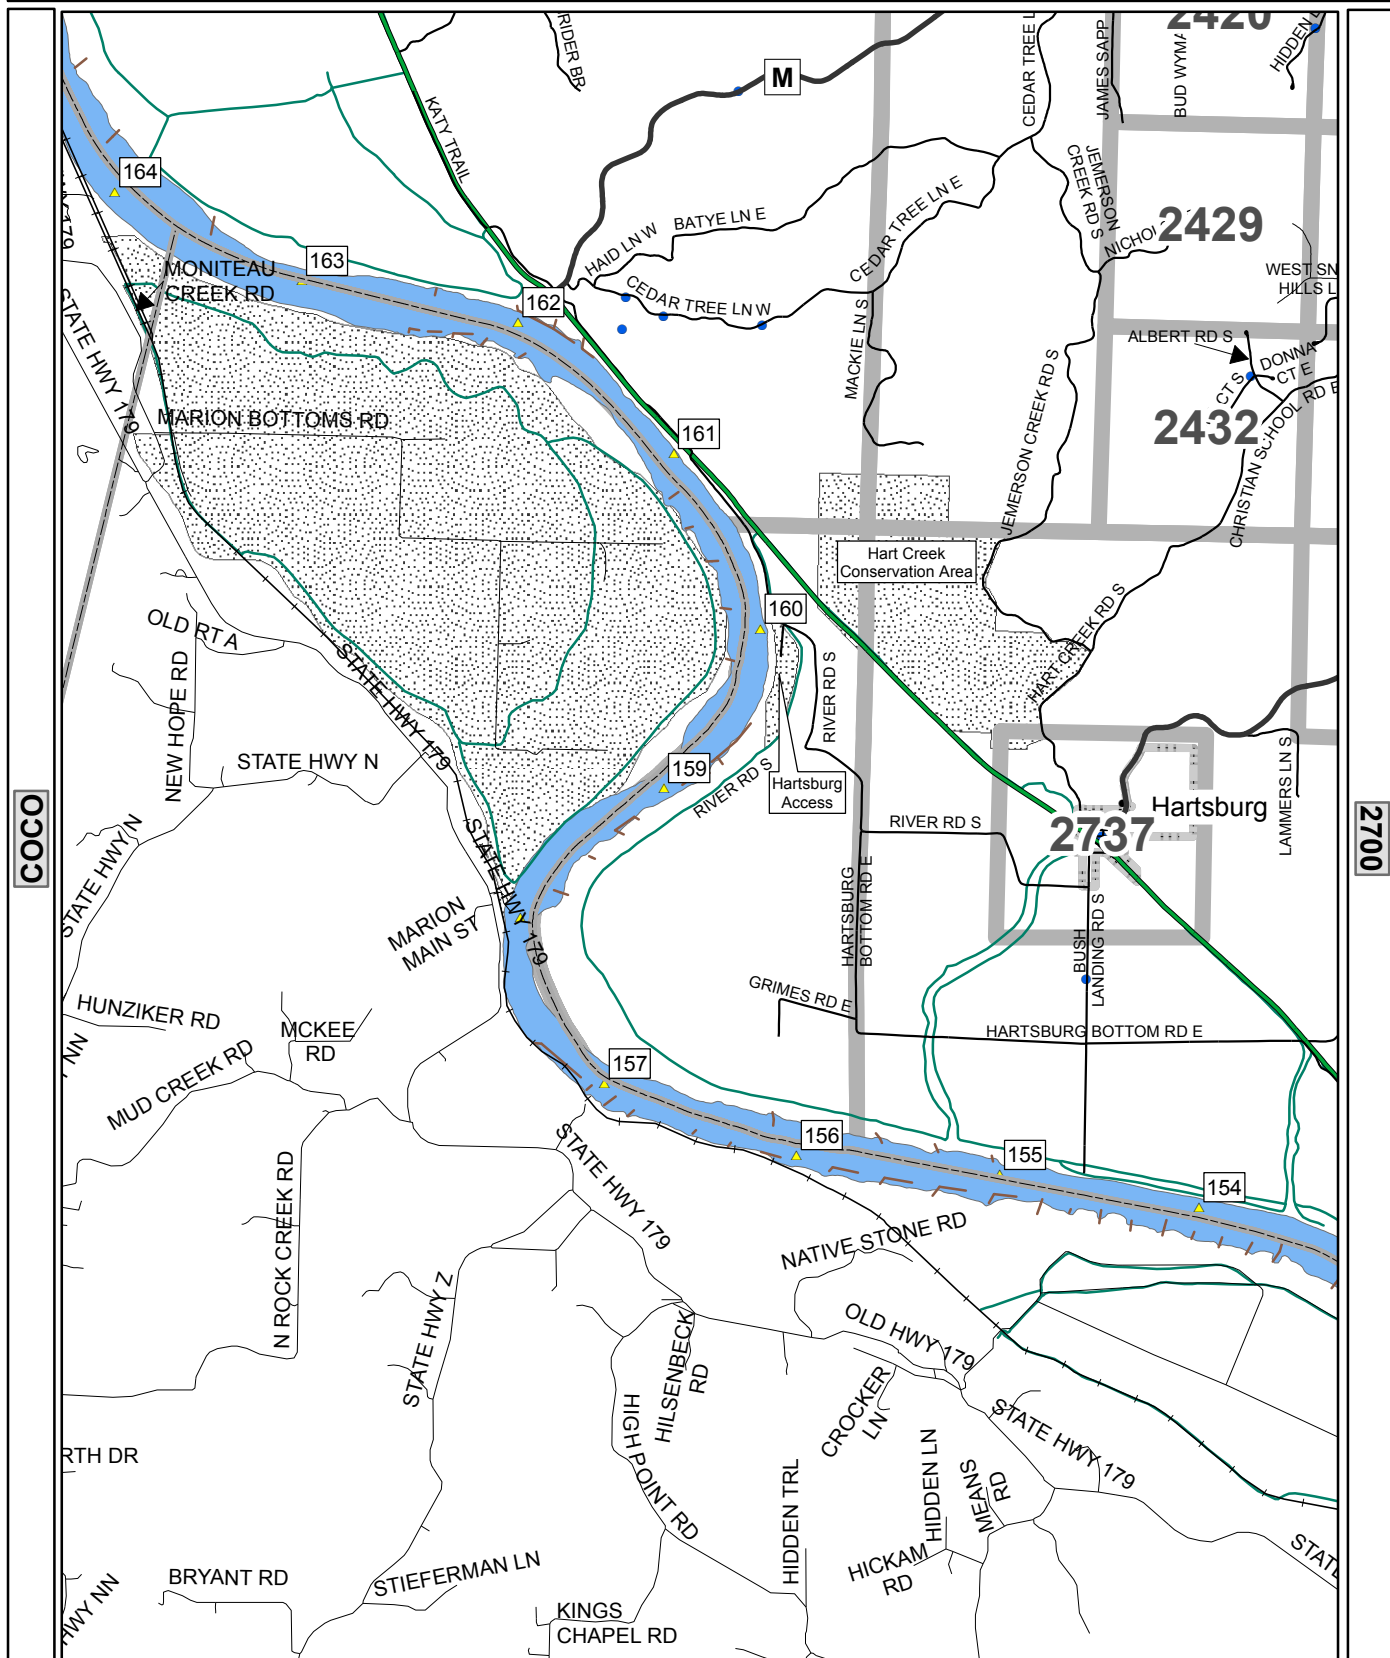 2420
M
RIDER BR
KATY TRAIL
CEDAR TREE L
JAMES SAPP
BUD WYMA
HIDDEN L
164
163
162
161
160
159
157
156
155
154
HAID LN W
BATYE LN E
CEDAR TREE LN E
CEDAR TREE LN W
MACKIE LN S
JEMERSON
CREEK RD S
NICHO
2429
WEST SN
HILLS L
ALBERT RD S
DONNA
CT E
CT S
2432
CHRISTIAN SCHOOL RD E
JEMERSON CREEK RD S
MONITEAU
CREEK RD
STATE HWY 179
MARION BOTTOMS RD
Hart Creek
Conservation Area
HART CREEK RD S
OLD RT A
NEW HOPE RD
STATE HWY 179
STATE HWY N
RIVER RD S
RIVER RD S
Hartsburg
Access
RIVER RD S
Hartsburg
2737
LAMMERS LN S
COCO
2700
STATE HWY N
STATE HWY 179
MARION
MAIN ST
HARTSBURG
BOTTOM RD E
BUSH
LANDING RD S
GRIMES RD E
HARTSBURG BOTTOM RD E
HUNZIKER RD
MCKEE
RD
NN
MUD CREEK RD
N ROCK CREEK RD
STATE HWY 179
STATE HWY Z
NATIVE STONE RD
OLD HWY 179
HILSENBECK
RD
HIGH POINT RD
CROCKER
LN
STATE HWY 179
RTH DR
HIDDEN TRL
HIDDEN LN
MEANS
RD
HICKAM
RD
STATE
BRYANT RD
STIEFERMAN LN
HWY NN
KINGS
CHAPEL RD